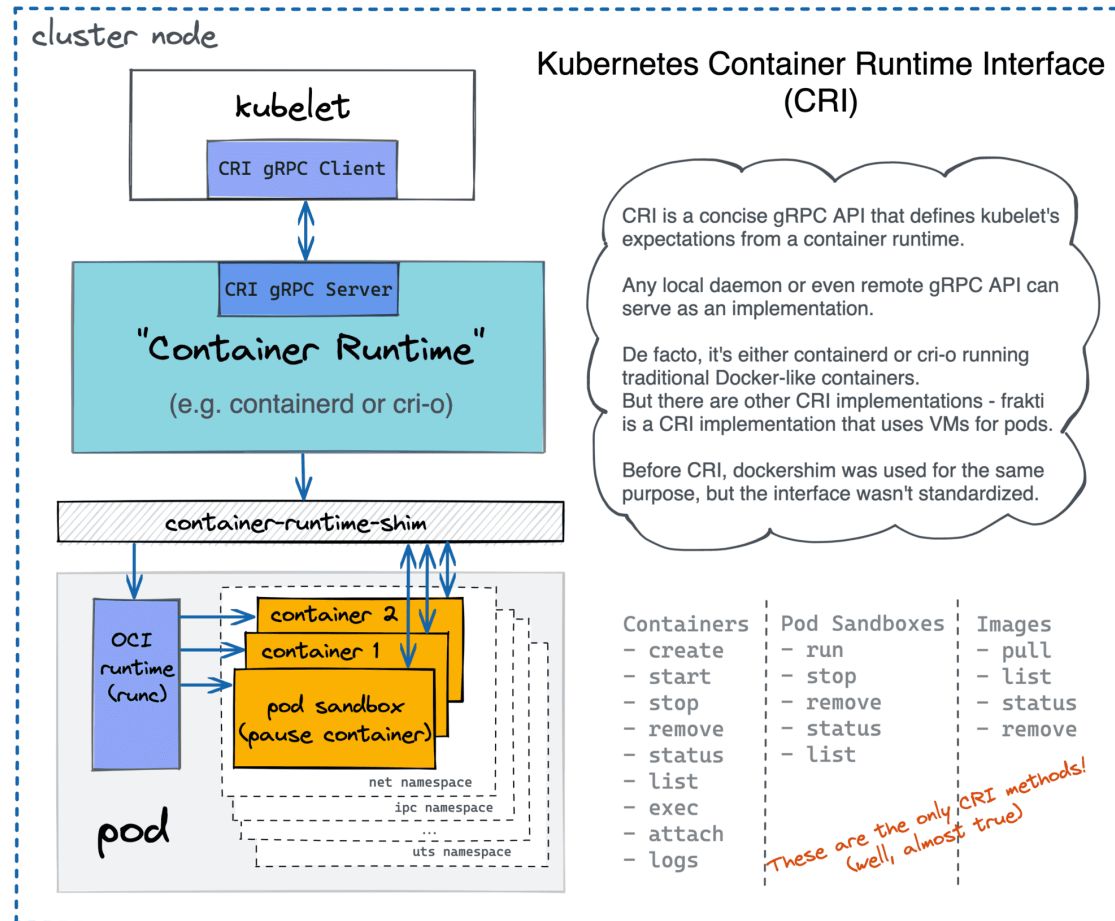 cluster node
Kubernetes Container Runtime Interface
(CRI)
kubelet
CRI gRPC Client
CRI gRPC Server
"Container Runtime"
(e.g. containerd or cri-o)
container-runtime-shim
OCI
runtime
(runc)
container 2
container 1
pod sandbox
(pause container)
net namespace
ipc namespace
...
uts namespace
pod
CRI is a concise gRPC API that defines kubelet's
expectations from a container runtime.
Any local daemon or even remote gRPC API can
serve as an implementation.
De facto, it's either containerd or cri-o running
traditional Docker-like containers.
But there are other CRI implementations - frakti
is a CRI implementation that uses VMs for pods.
Before CRI, dockershim was used for the same
purpose, but the interface wasn't standardized.
Containers
- create
- start
- stop
- remove
- status
- list
- exec
- attach
- logs
Pod Sandboxes
- run
- stop
- remove
- status
- list
Images
- pull
- list
- status
- remove
These are the only CRI methods!
(well, almost true)